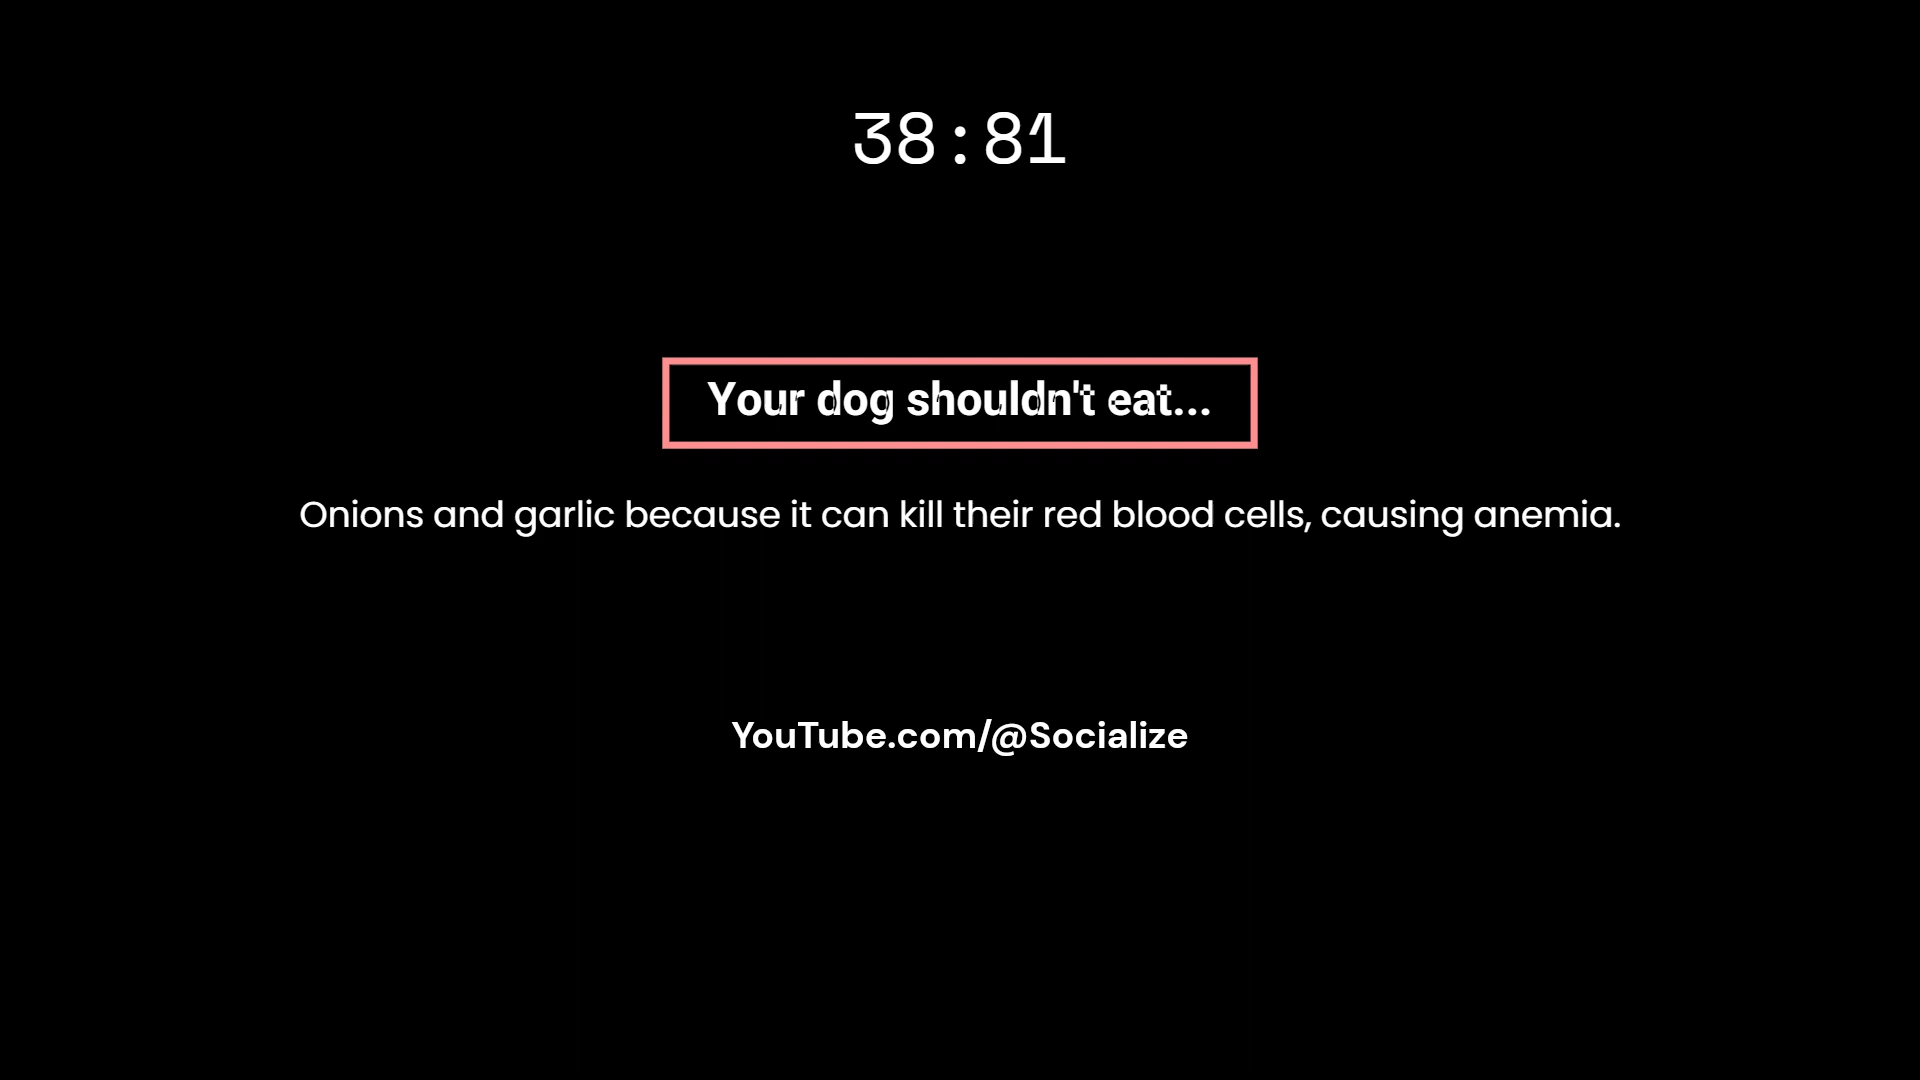 38:81
Your dog shouldn't eat...
Onions and garlic because it can kill their red blood cells, causing anemia.
YouTube.com/@Socialize